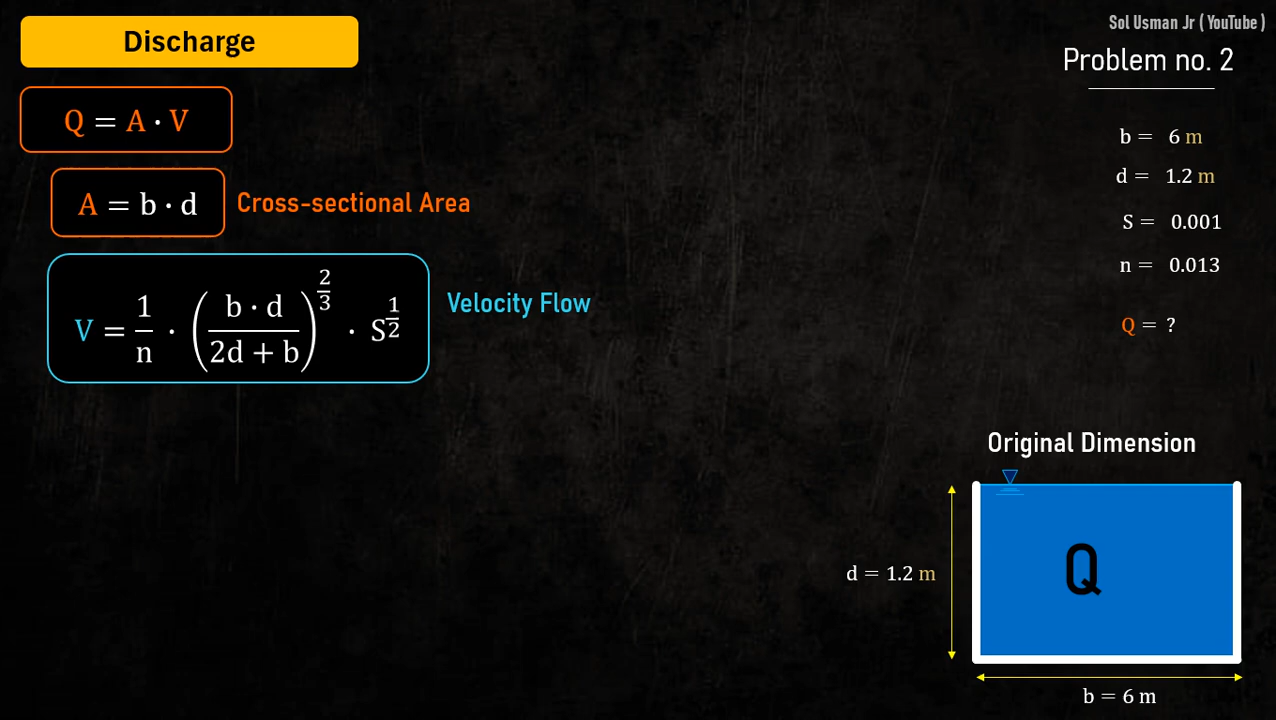 Discharge
Sol Usman Jr ( YouTube )
Problem no. 2
Q = A · V
A = b · d
Cross-sectional Area
V = 1/n · (b · d / 2d + b)^2/3 · S^1/2
Velocity Flow
b = 6 m
d = 1.2 m
S = 0.001
n = 0.013
Q = ?
Original Dimension
d = 1.2 m
Q
b = 6 m